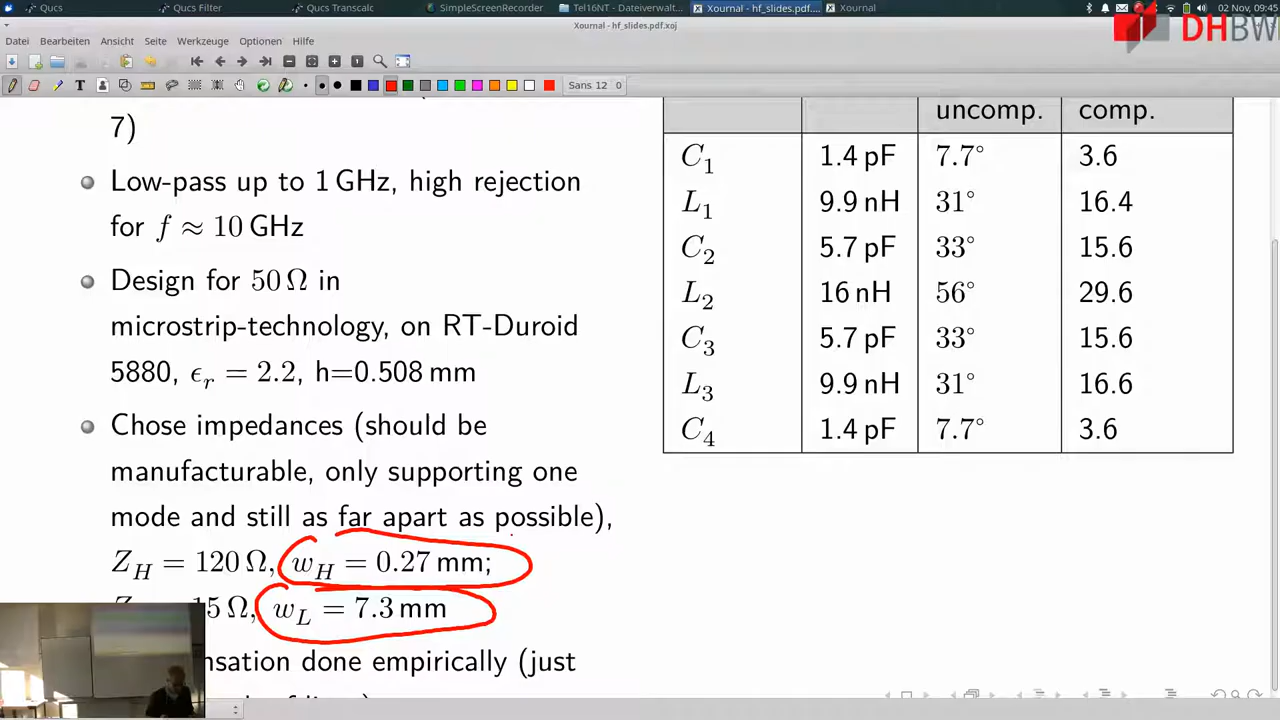 Qucs
Qucs Filter
Qucs Transcalc
SimpleScreenRecorder
Tel16NT - Dateiverwalt...
Xournal - hf_slides.pdf....
Xournal
02 Nov, 09:45
Xournal - hf_slides.pdf.xoj
DHBW
Datei Bearbeiten Ansicht Seite Werkzeuge Optionen Hilfe
Sans 12
7)
Low-pass up to 1 GHz, high rejection
for f ≈ 10 GHz
Design for 50 Ω in
microstrip-technology, on RT-Duroid
5880, ϵr = 2.2, h=0.508 mm
Chose impedances (should be
manufacturable, only supporting one
mode and still as far apart as possible),
Z_H = 120 Ω, w_H = 0.27 mm;
15 Ω, w_L = 7.3 mm
done empirically (just
uncomp. comp.
C1 1.4 pF 7.7° 3.6
L1 9.9 nH 31° 16.4
C2 5.7 pF 33° 15.6
L2 16 nH 56° 29.6
C3 5.7 pF 33° 15.6
L3 9.9 nH 31° 16.6
C4 1.4 pF 7.7° 3.6